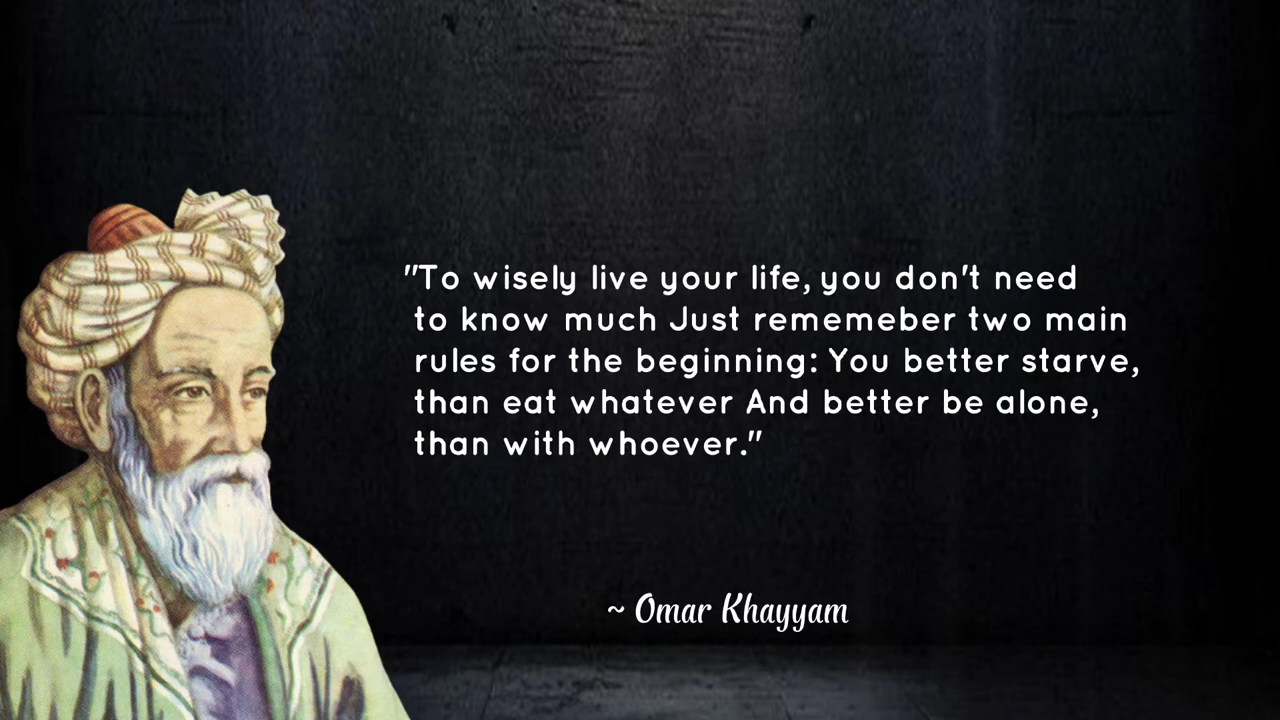 "To wisely live your life, you don't need
to know much Just rememeber two main
rules for the beginning: You better starve,
than eat whatever And better be alone,
than with whoever."
~ Omar Khayyam